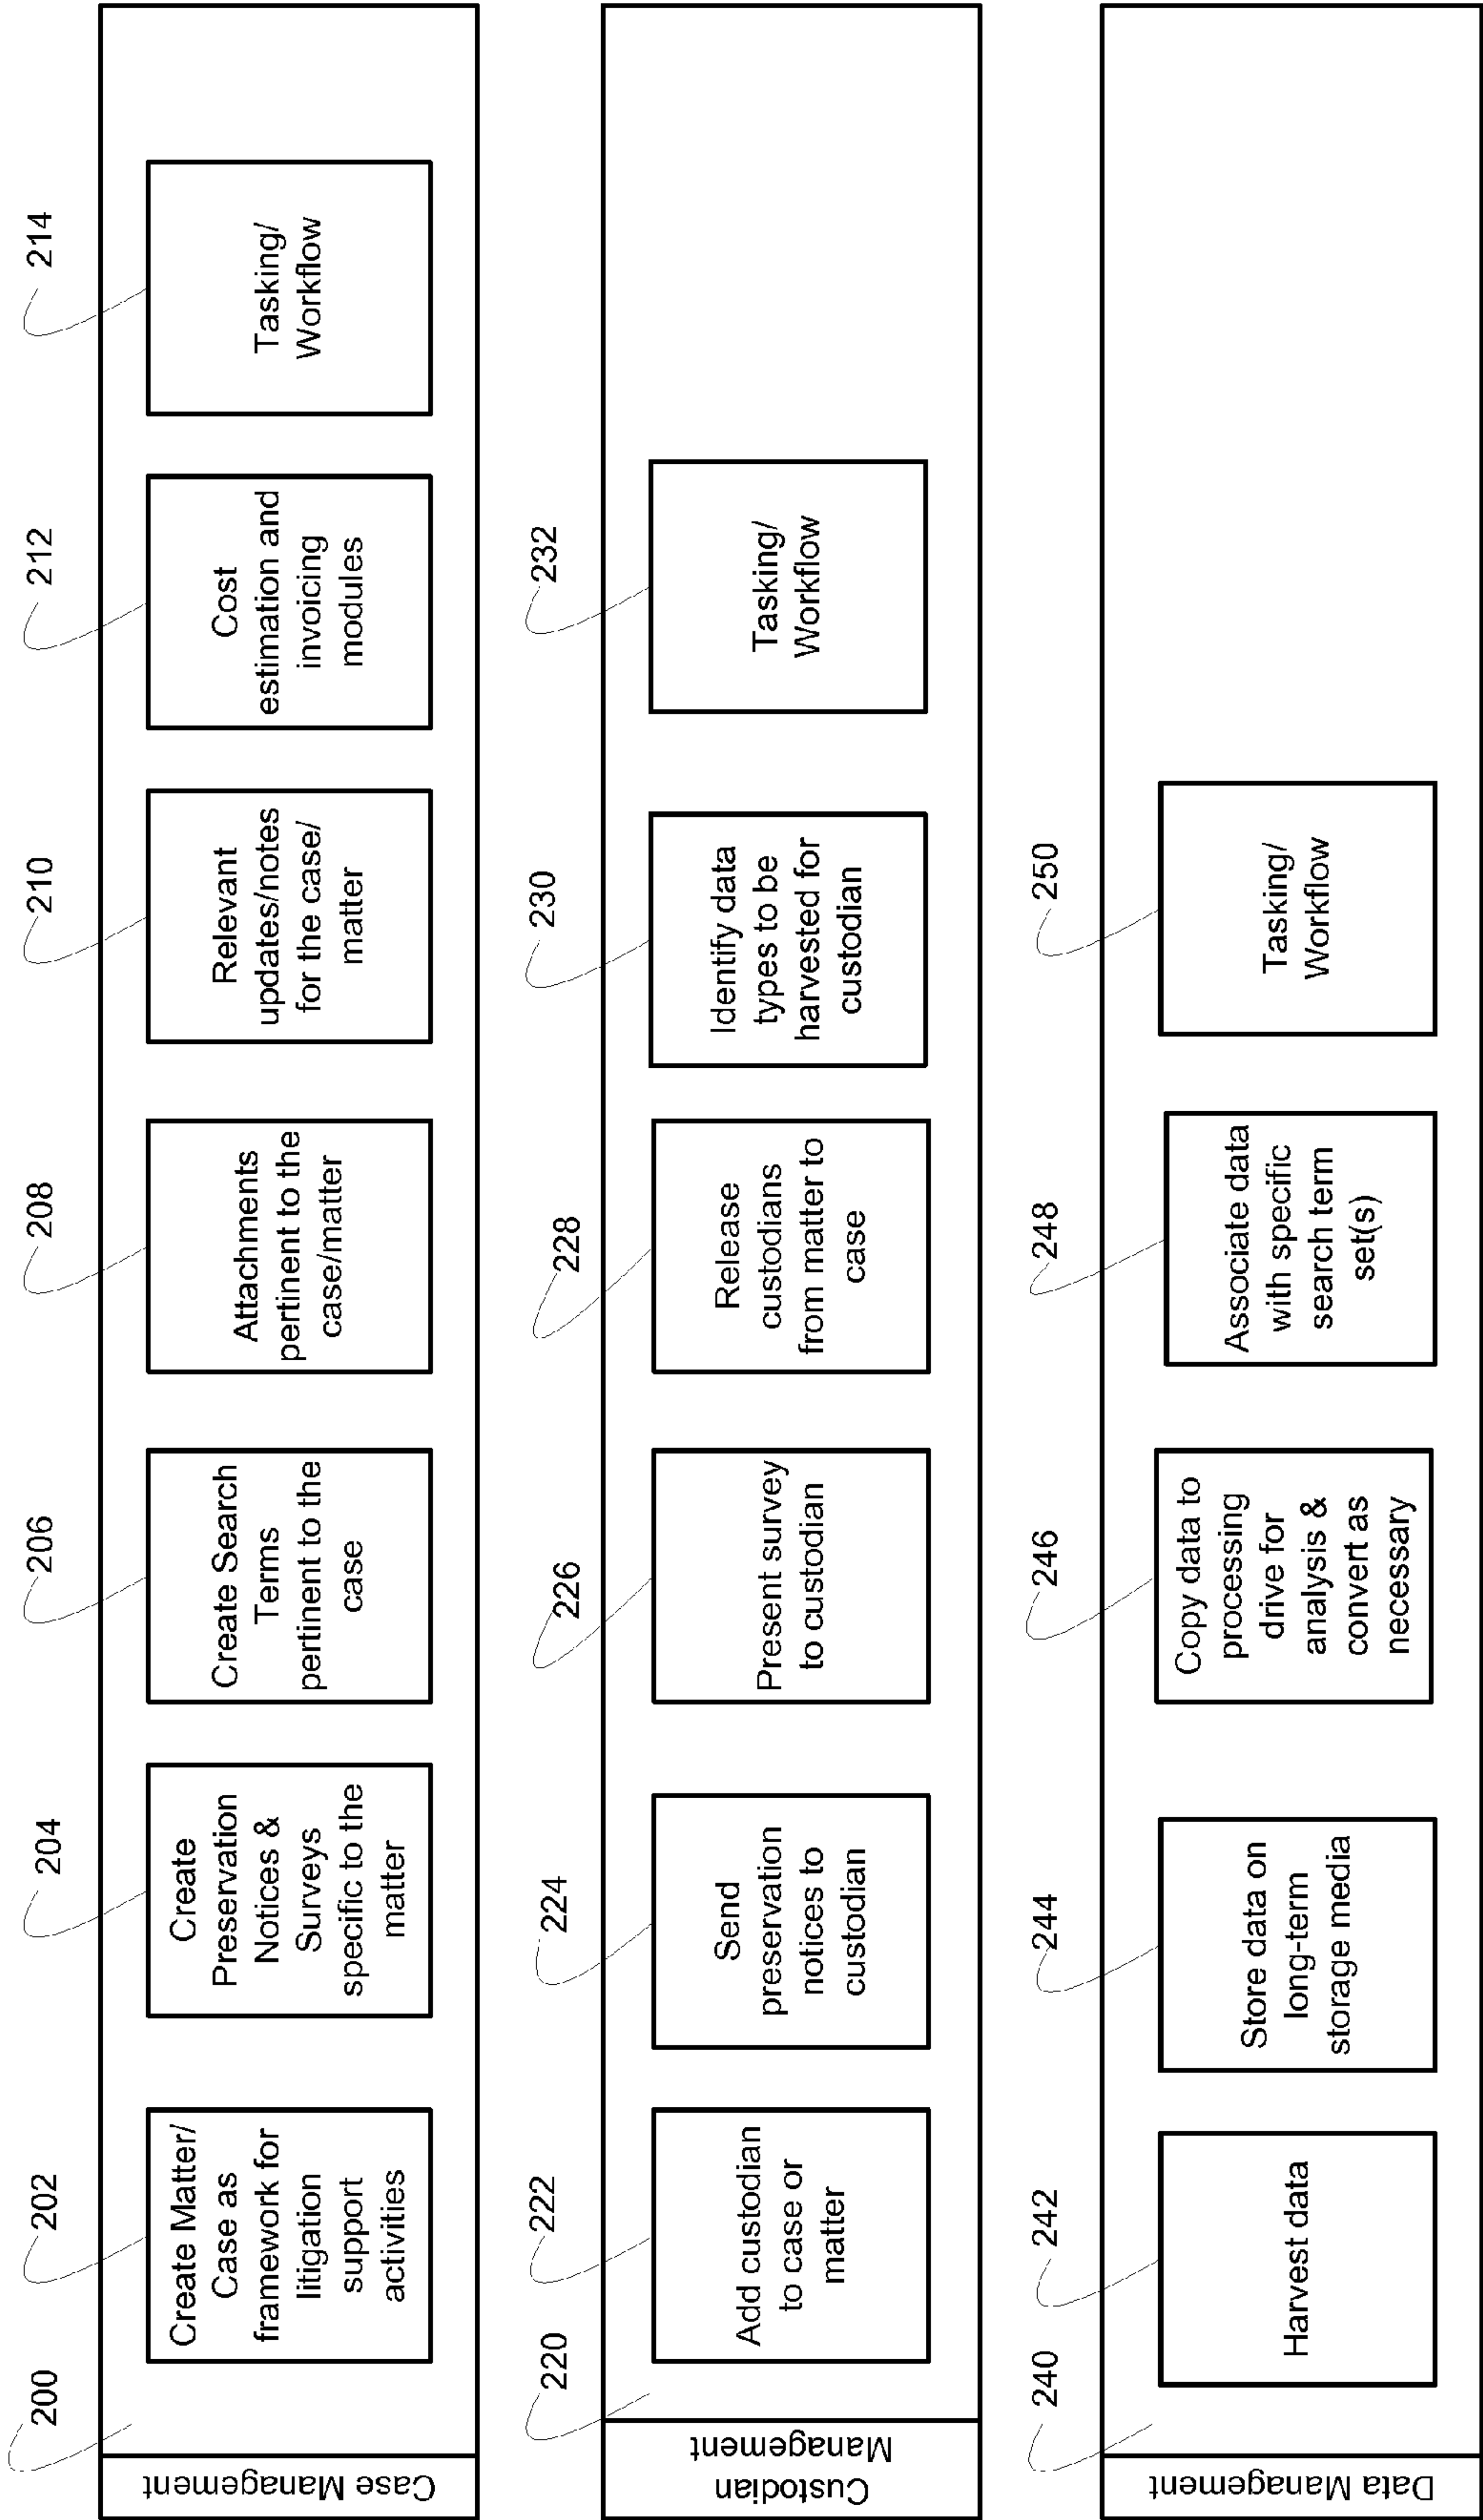 Case Management
200
202
Create Matter/
Case as
framework for
litigation
support
activities
204
Create
Preservation
Notices &
Surveys
specific to the
matter
206
Create Search
Terms
pertinent to the
case
208
Attachments
pertinent to the
case/matter
210
Relevant
updates/notes
for the case/
matter
212
Cost
estimation and
invoicing
modules
214
Tasking/
Workflow
Custodian
Management
220
222
Add custodian
to case or
matter
224
Send
preservation
notices to
custodian
226
Present survey
to custodian
228
Release
custodians
from matter to
case
230
Identify data
types to be
harvested for
custodian
232
Tasking/
Workflow
Data Management
240
242
Harvest data
244
Store data on
long-term
storage media
246
Copy data to
processing
drive for
analysis &
convert as
necessary
248
Associate data
with specific
search term
set(s)
250
Tasking/
Workflow